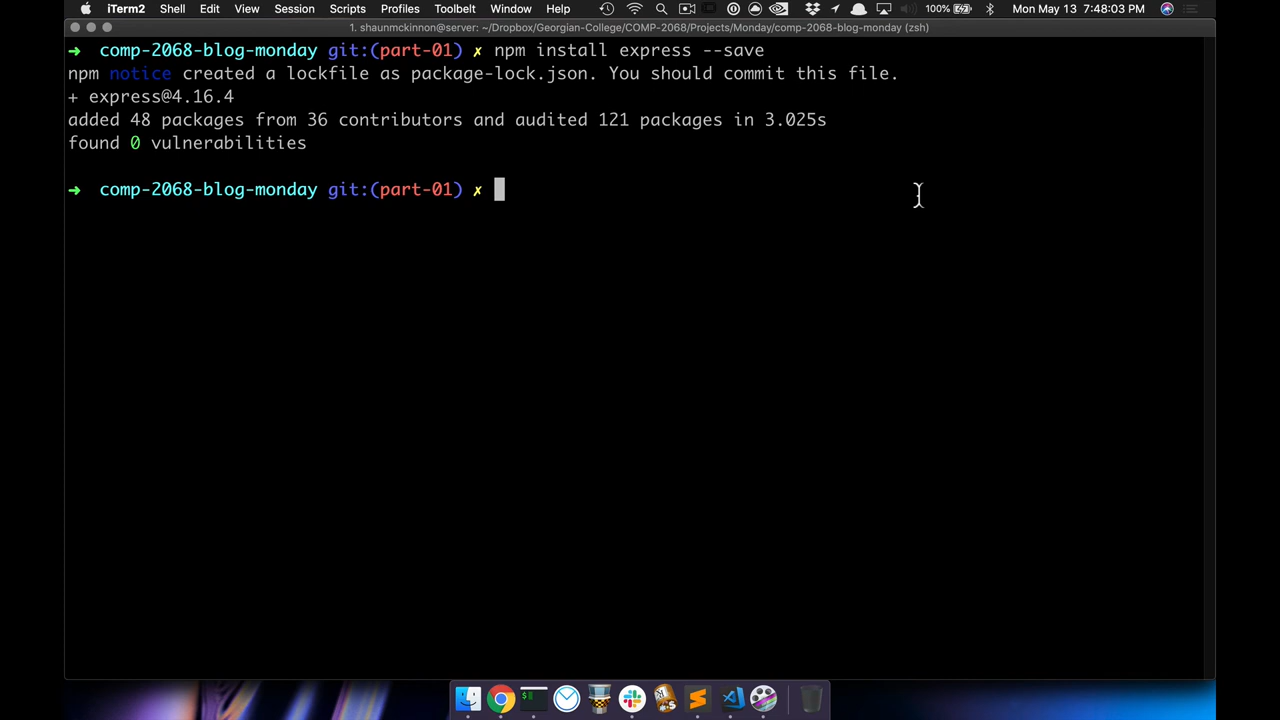 iTerm2 Shell Edit View Session Scripts Profiles Toolbelt Window Help 100% Mon May 13 7:48:03 PM
1. shaunmckinnon@server: ~/Dropbox/Georgian-College/COMP-2068/Projects/Monday/comp-2068-blog-monday (zsh)
➜ comp-2068-blog-monday git:(part-01) ✗ npm install express --save
npm notice created a lockfile as package-lock.json. You should commit this file.
+ express@4.16.4
added 48 packages from 36 contributors and audited 121 packages in 3.025s
found 0 vulnerabilities
➜ comp-2068-blog-monday git:(part-01) ✗